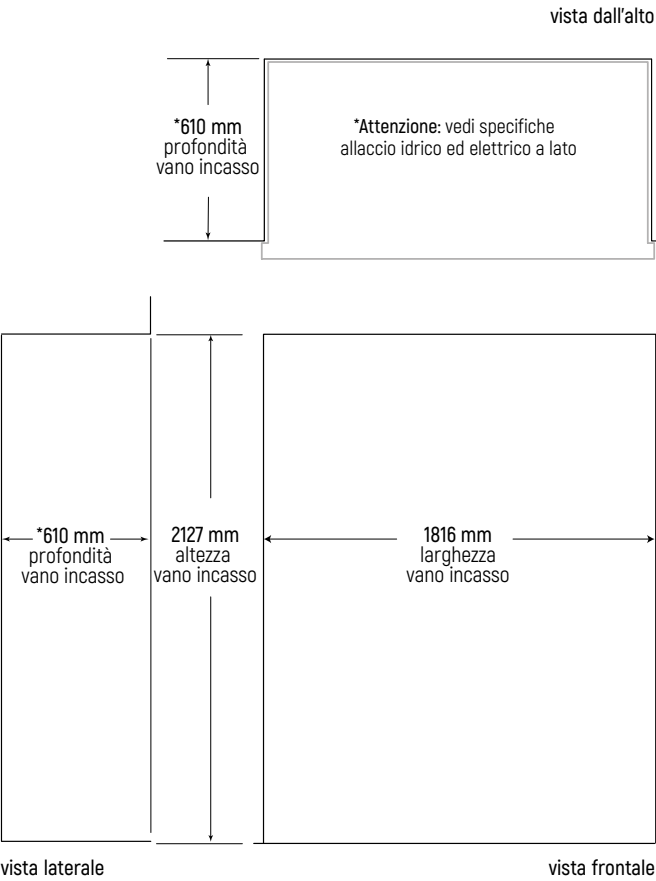 vista dall'alto
*610 mm
profondità
vano incasso
*Attenzione: vedi specifiche
allaccio idrico ed elettrico a lato
*610 mm
profondità
vano incasso
2127 mm
altezza
vano incasso
1816 mm
larghezza
vano incasso
vista laterale
vista frontale